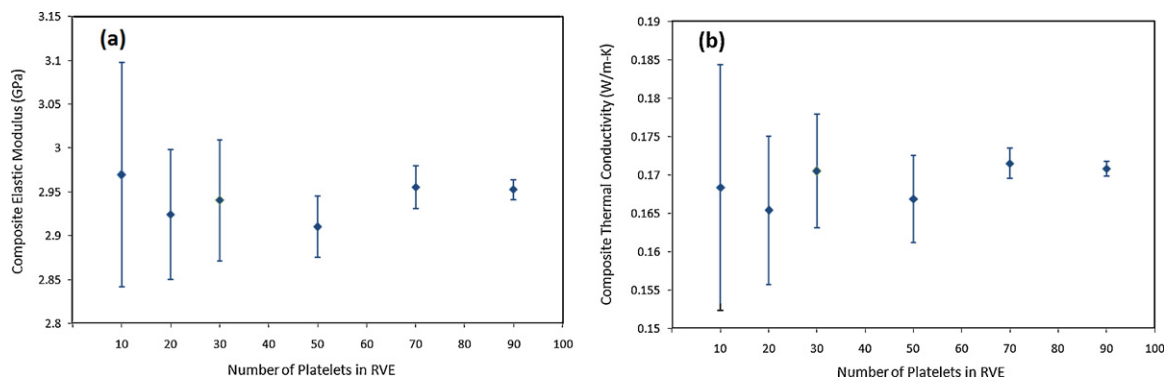 (a)
Composite Elastic Modulus (GPa)
3.15
3.1
3.05
3
2.95
2.9
2.85
2.8
10 20 30 40 50 60 70 80 90 100
Number of Platelets in RVE
(b)
Composite Thermal Conductivity (W/m-K)
0.19
0.185
0.18
0.175
0.17
0.165
0.16
0.155
0.15
10 20 30 40 50 60 70 80 90 100
Number of Platelets in RVE